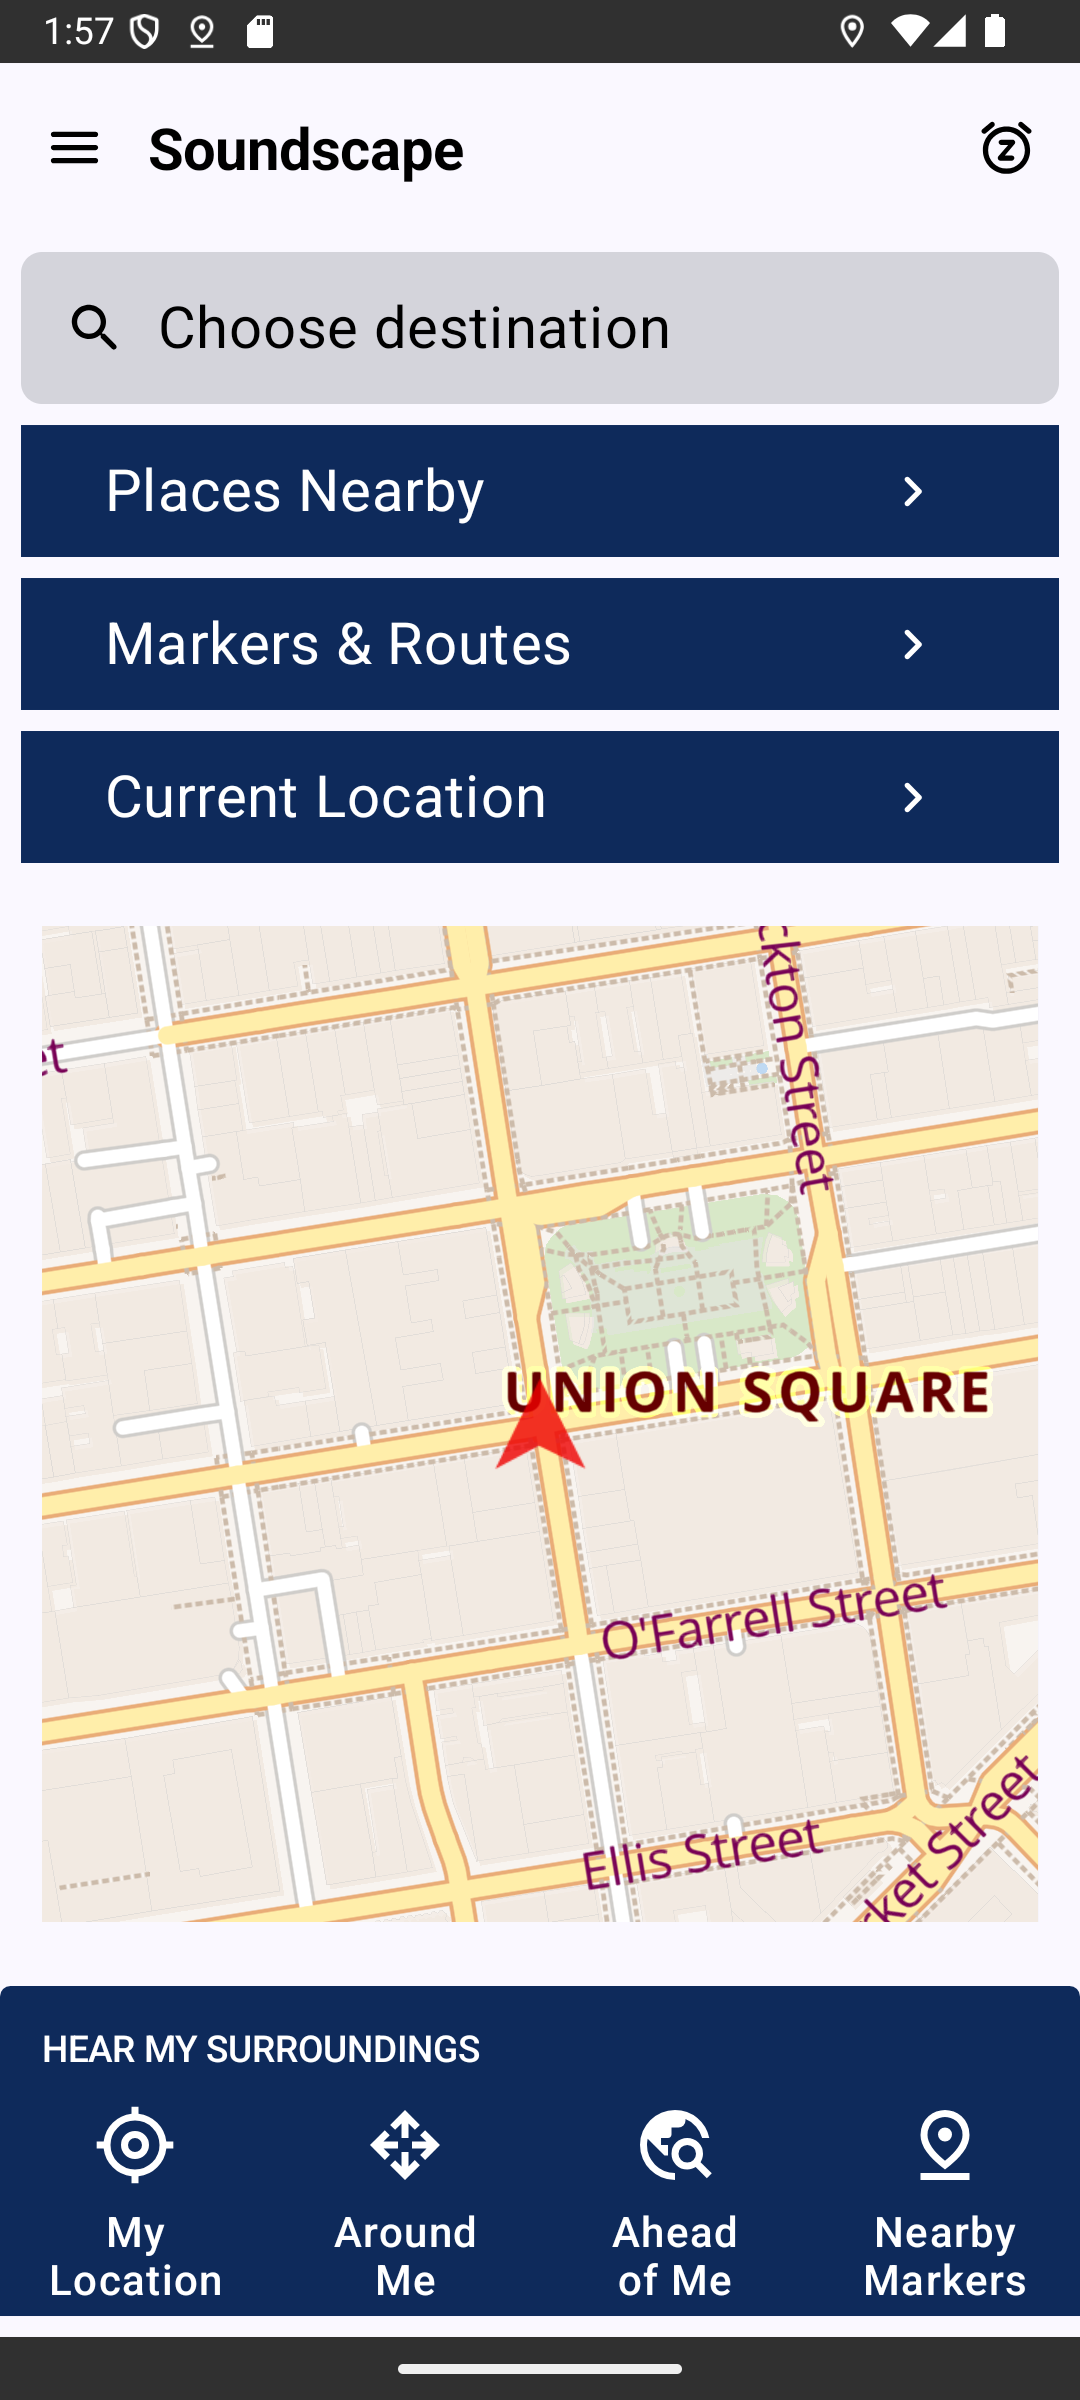 1:57
Soundscape
Choose destination
Places Nearby
Markers & Routes
Current Location
ckton Street
et
UNION SQUARE
O'Farrell Street
Ellis Street
ket Street
HEAR MY SURROUNDINGS
My
Location
Around
Me
Ahead
of Me
Nearby
Markers